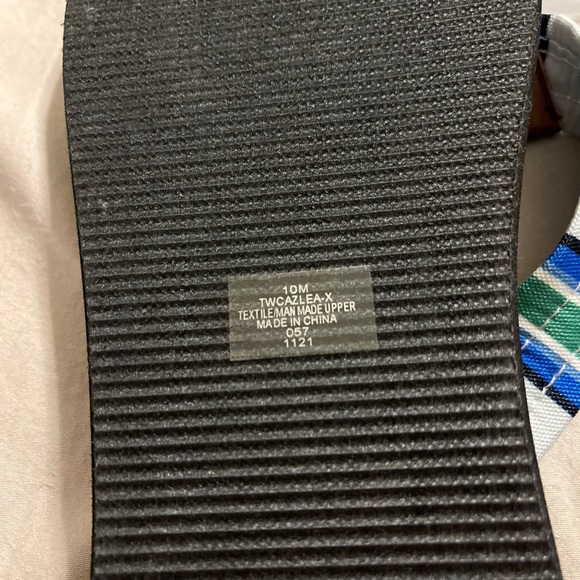 10M
TWCAZLEA-X
TEXTILE/MAN MADE UPPER
MADE IN CHINA
057
1121